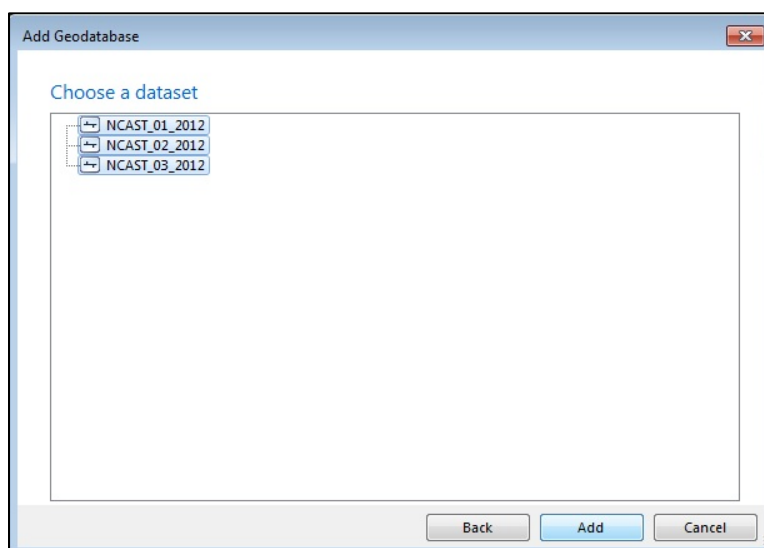 Add Geodatabase
Choose a dataset
NCAST_01_2012
NCAST_02_2012
NCAST_03_2012
Back Add Cancel